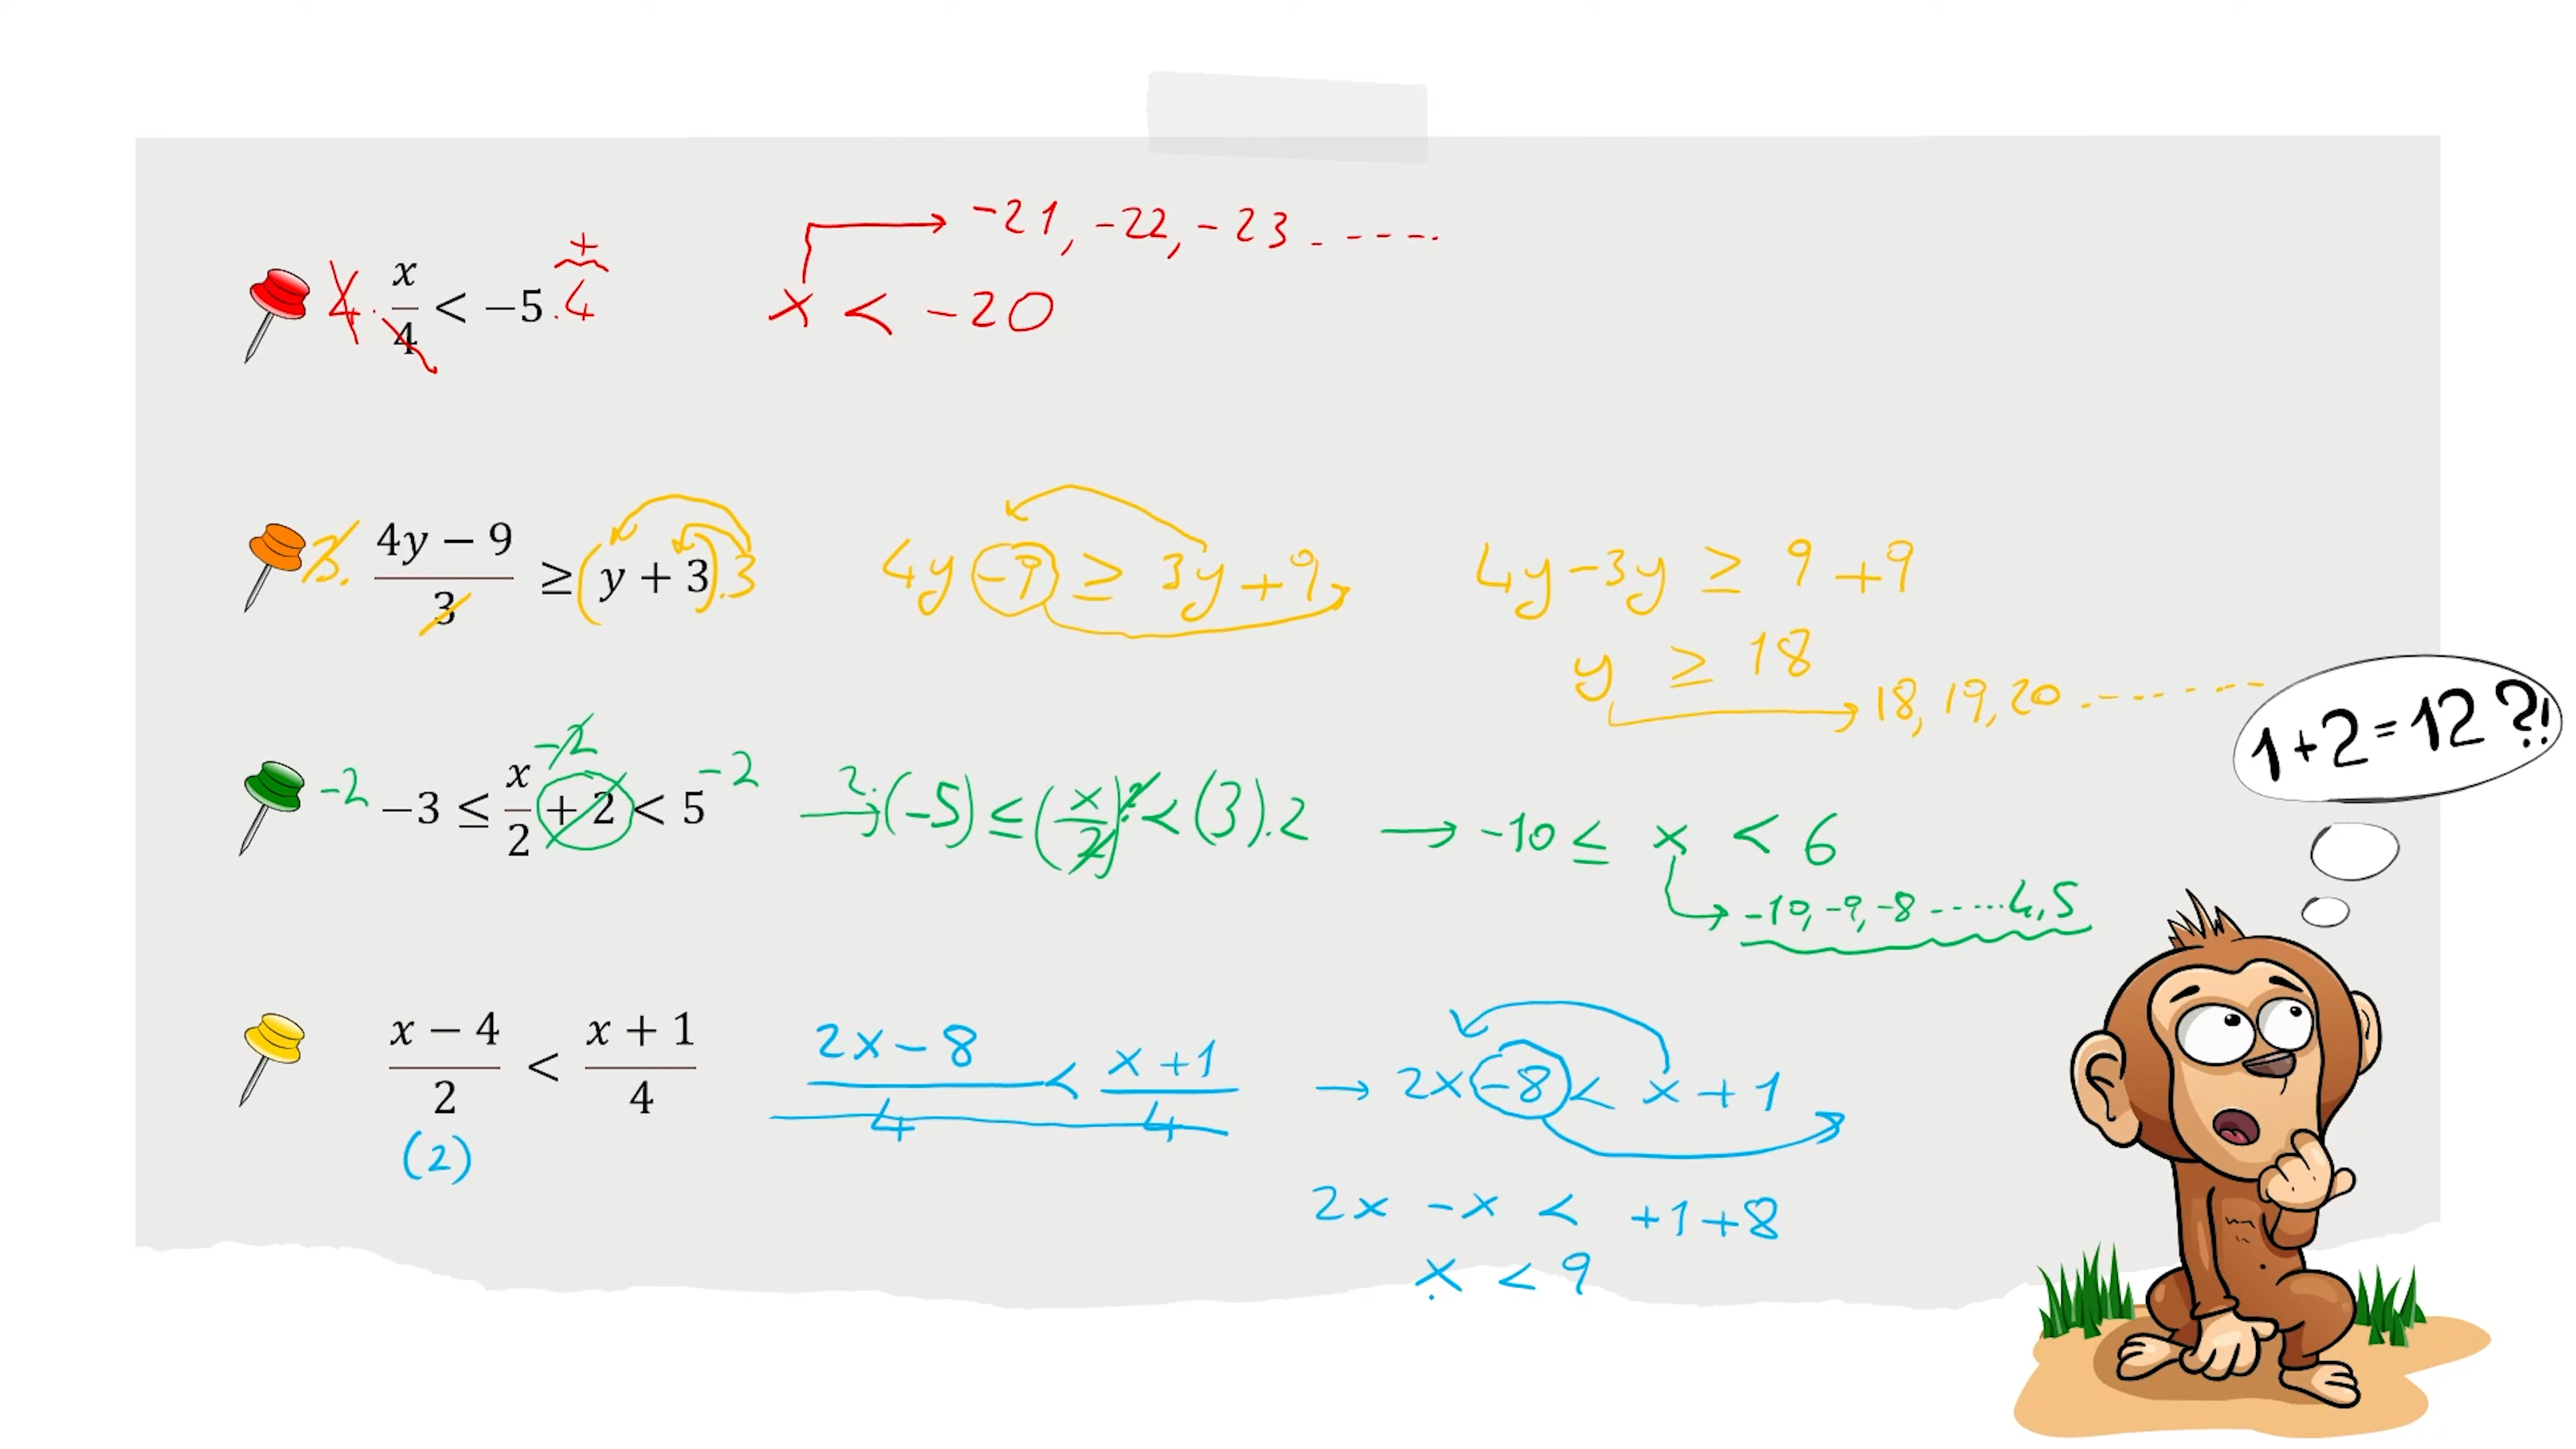 -21, -22, -23 . - - - - .
4 . x/4 < -5 . 4 +
x < -20
3 . (4y − 9)/3 ≥ (y + 3) . 3
4y -9 ≥ 3y + 9
4y - 3y ≥ 9 + 9
y ≥ 18
18, 19, 20 . - - - - - -
1+2=12?!
-2 −3 ≤ x/2 + 2 -2 < 5 -2
2 . (-5) ≤ (x/2) . 2 < (3) . 2
-10 ≤ x < 6
-10, -9, -8 - - ..... 4, 5
(x − 4)/2 < (x + 1)/4
(2)
(2x - 8)/4 < (x + 1)/4
→ 2x -8 < x + 1
2x - x < +1 +8
x < 9